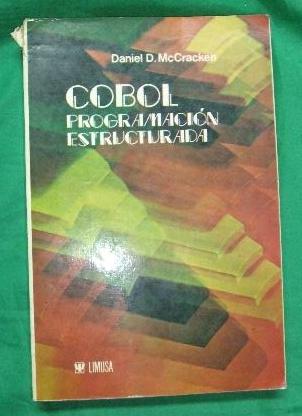 Daniel D. McCracken
COBOL
PROGRAMACIÓN
ESTRUCTURADA
LIMUSA